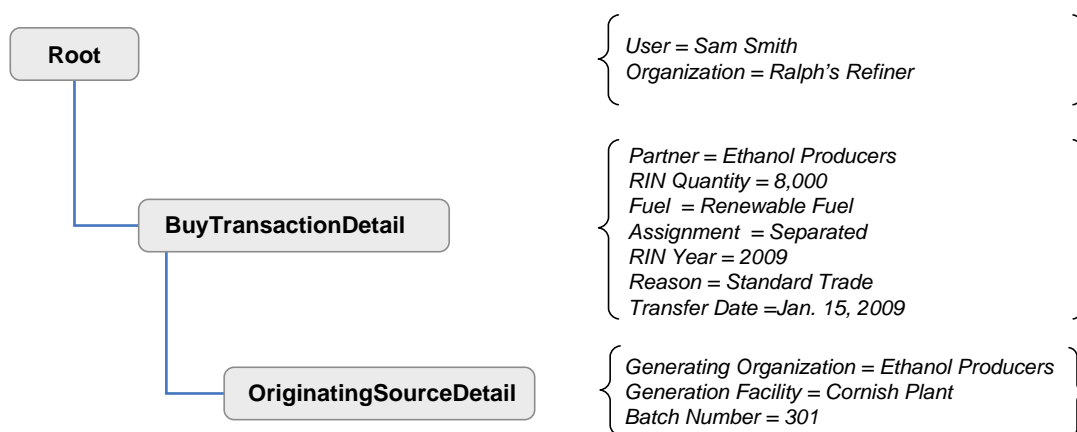 Root
User = Sam Smith
Organization = Ralph’s Refiner
BuyTransactionDetail
Partner = Ethanol Producers
RIN Quantity = 8,000
Fuel = Renewable Fuel
Assignment = Separated
RIN Year = 2009
Reason = Standard Trade
Transfer Date =Jan. 15, 2009
OriginatingSourceDetail
Generating Organization = Ethanol Producers
Generation Facility = Cornish Plant
Batch Number = 301